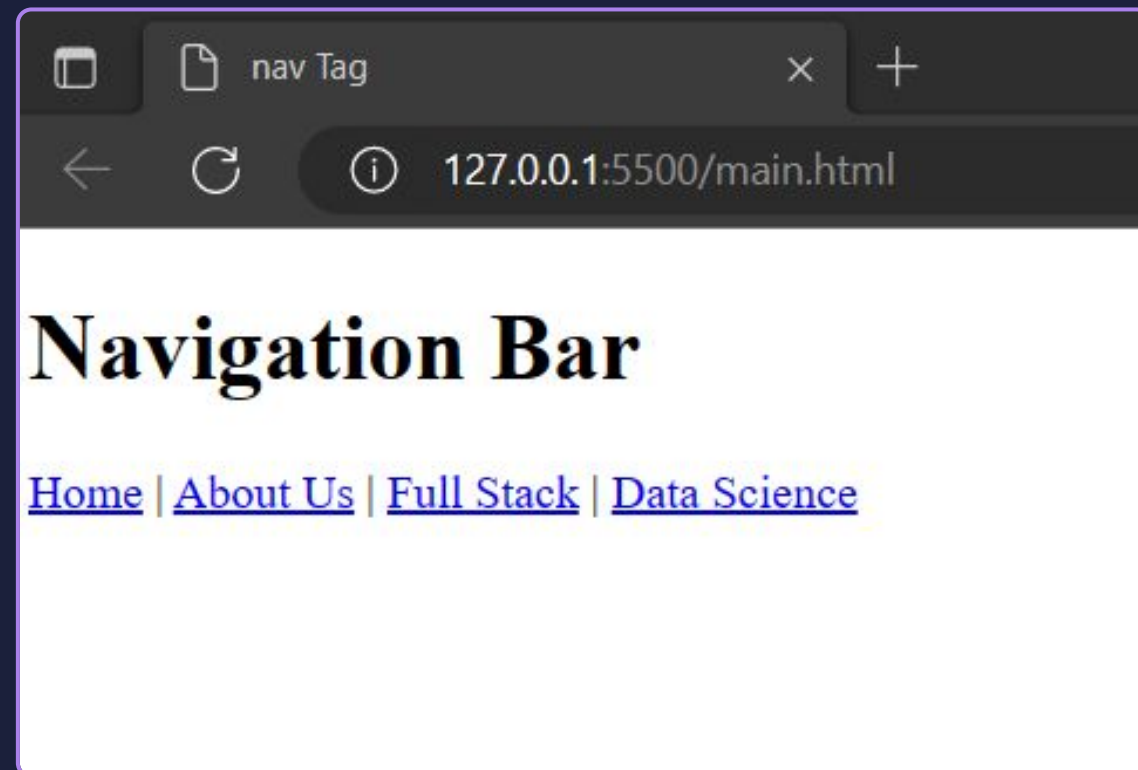 nav Tag
127.0.0.1:5500/main.html
Navigation Bar
Home | About Us | Full Stack | Data Science